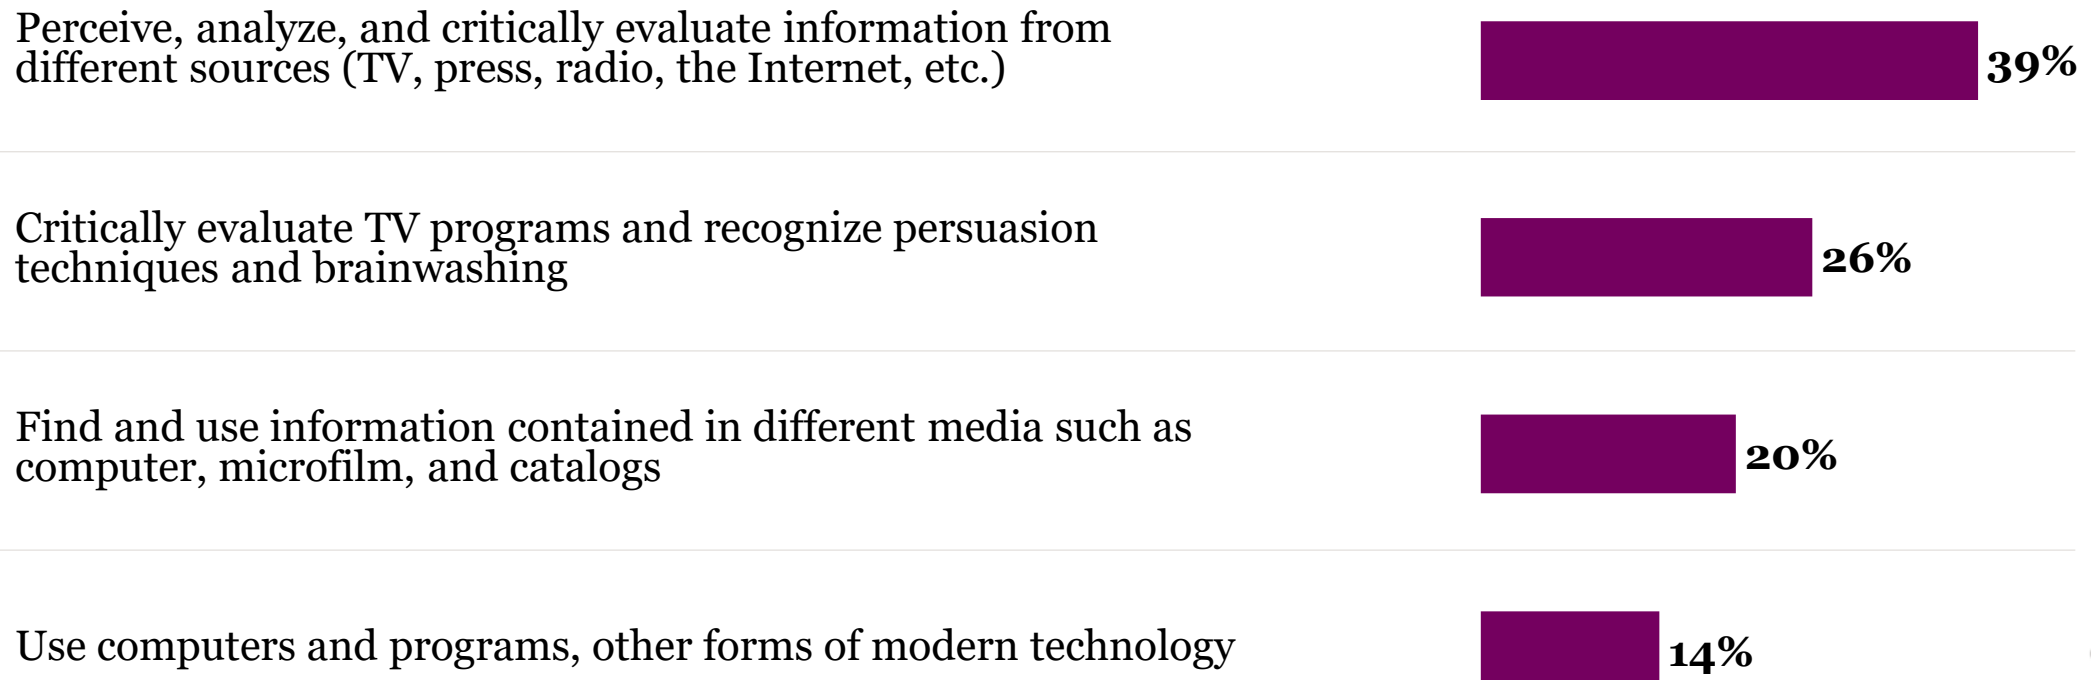 Perceive, analyze, and critically evaluate information from
different sources (TV, press, radio, the Internet, etc.)
39%
Critically evaluate TV programs and recognize persuasion
techniques and brainwashing
26%
Find and use information contained in different media such as
computer, microfilm, and catalogs
20%
Use computers and programs, other forms of modern technology
14%